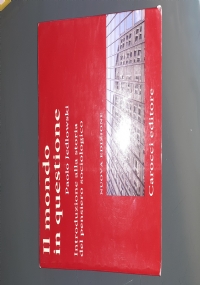 Il mondo
in questione
Paolo Jedlowski
Introduzione alla storia
del pensiero sociologico
NUOVA EDIZIONE
Carocci editore